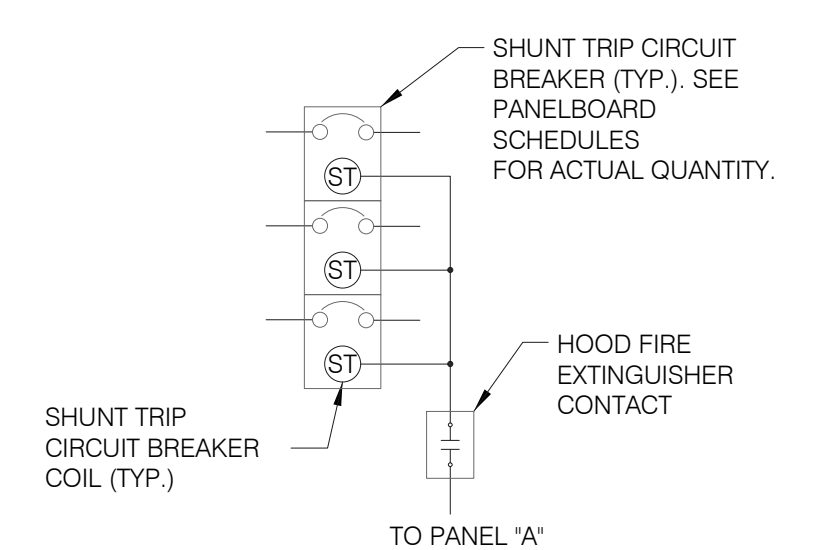 SHUNT TRIP CIRCUIT
BREAKER (TYP.). SEE
PANELBOARD
SCHEDULES
FOR ACTUAL QUANTITY.
ST
ST
ST
HOOD FIRE
EXTINGUISHER
CONTACT
SHUNT TRIP
CIRCUIT BREAKER
COIL (TYP.)
TO PANEL "A"